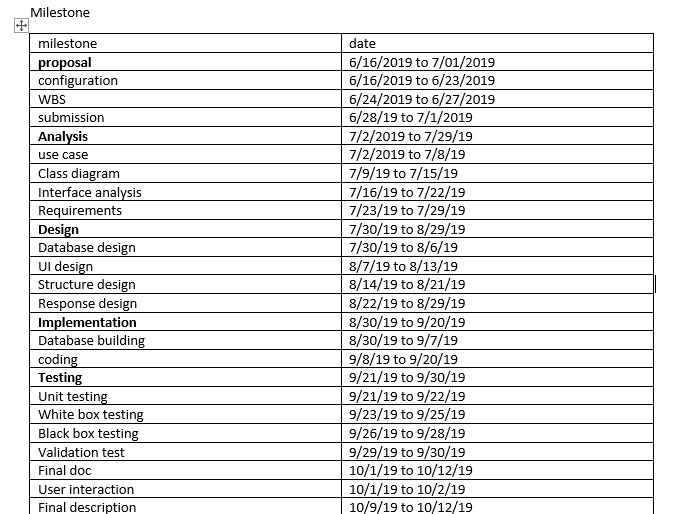 Milestone
milestone date
proposal 6/16/2019 to 7/01/2019
configuration 6/16/2019 to 6/23/2019
WBS 6/24/2019 to 6/27/2019
submission 6/28/19 to 7/1/2019
Analysis 7/2/2019 to 7/29/19
use case 7/2/2019 to 7/8/19
Class diagram 7/9/19 to 7/15/19
Interface analysis 7/16/19 to 7/22/19
Requirements 7/23/19 to 7/29/19
Design 7/30/19 to 8/29/19
Database design 7/30/19 to 8/6/19
UI design 8/7/19 to 8/13/19
Structure design 8/14/19 to 8/21/19
Response design 8/22/19 to 8/29/19
Implementation 8/30/19 to 9/20/19
Database building 8/30/19 to 9/7/19
coding 9/8/19 to 9/20/19
Testing 9/21/19 to 9/30/19
Unit testing 9/21/19 to 9/22/19
White box testing 9/23/19 to 9/25/19
Black box testing 9/26/19 to 9/28/19
Validation test 9/29/19 to 9/30/19
Final doc 10/1/19 to 10/12/19
User interaction 10/1/19 to 10/2/19
Final description 10/9/19 to 10/12/19